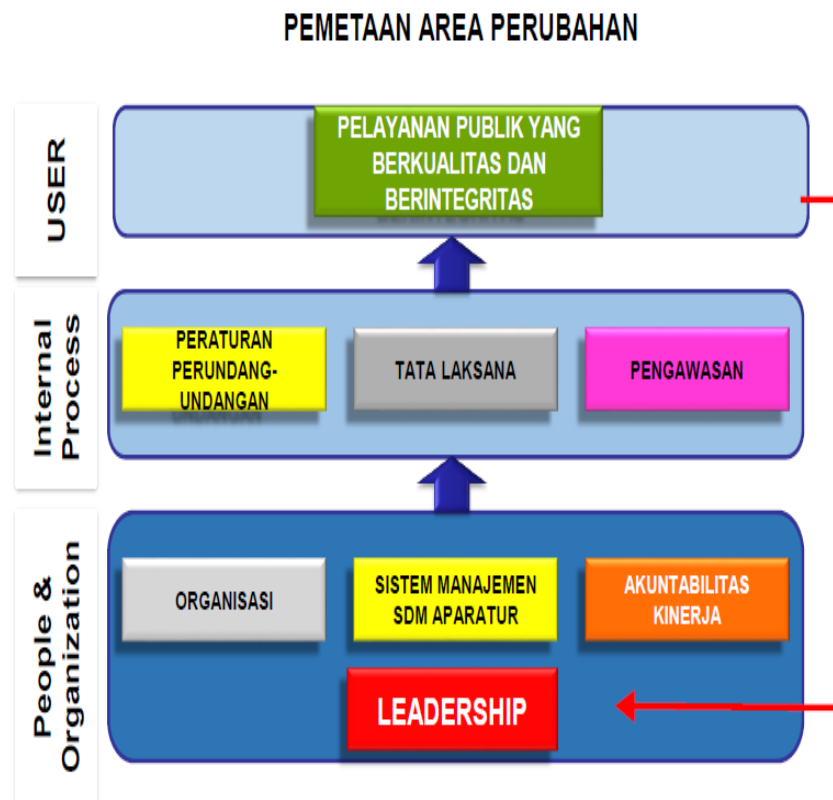 PEMETAAN AREA PERUBAHAN
USER
PELAYANAN PUBLIK YANG
BERKUALITAS DAN
BERINTEGRITAS
Internal
Process
PERATURAN
PERUNDANG-
UNDANGAN
TATA LAKSANA
PENGAWASAN
People &
Organization
ORGANISASI
SISTEM MANAJEMEN
SDM APARATUR
AKUNTABILITAS
KINERJA
LEADERSHIP